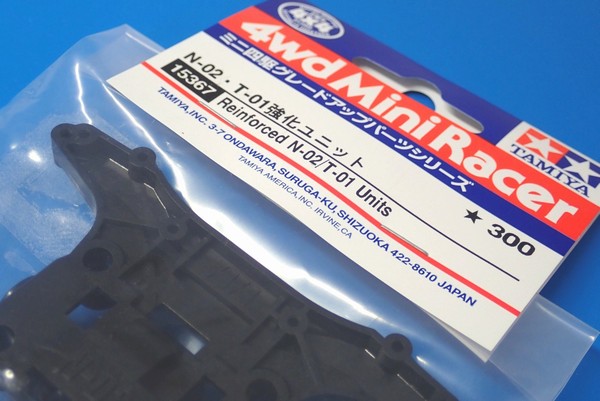 4x4
4wd Mini Racer
ミニ四駆グレードアップパーツシリーズ
TAMIYA
N-02・T-01強化ユニット
15367 Reinforced N-02/T-01 Units
★ 300
TAMIYA, INC. 3-7 ONDAWARA, SURUGA-KU, SHIZUOKA 422-8610 JAPAN
TAMIYA AMERICA, INC. IRVINE, CA